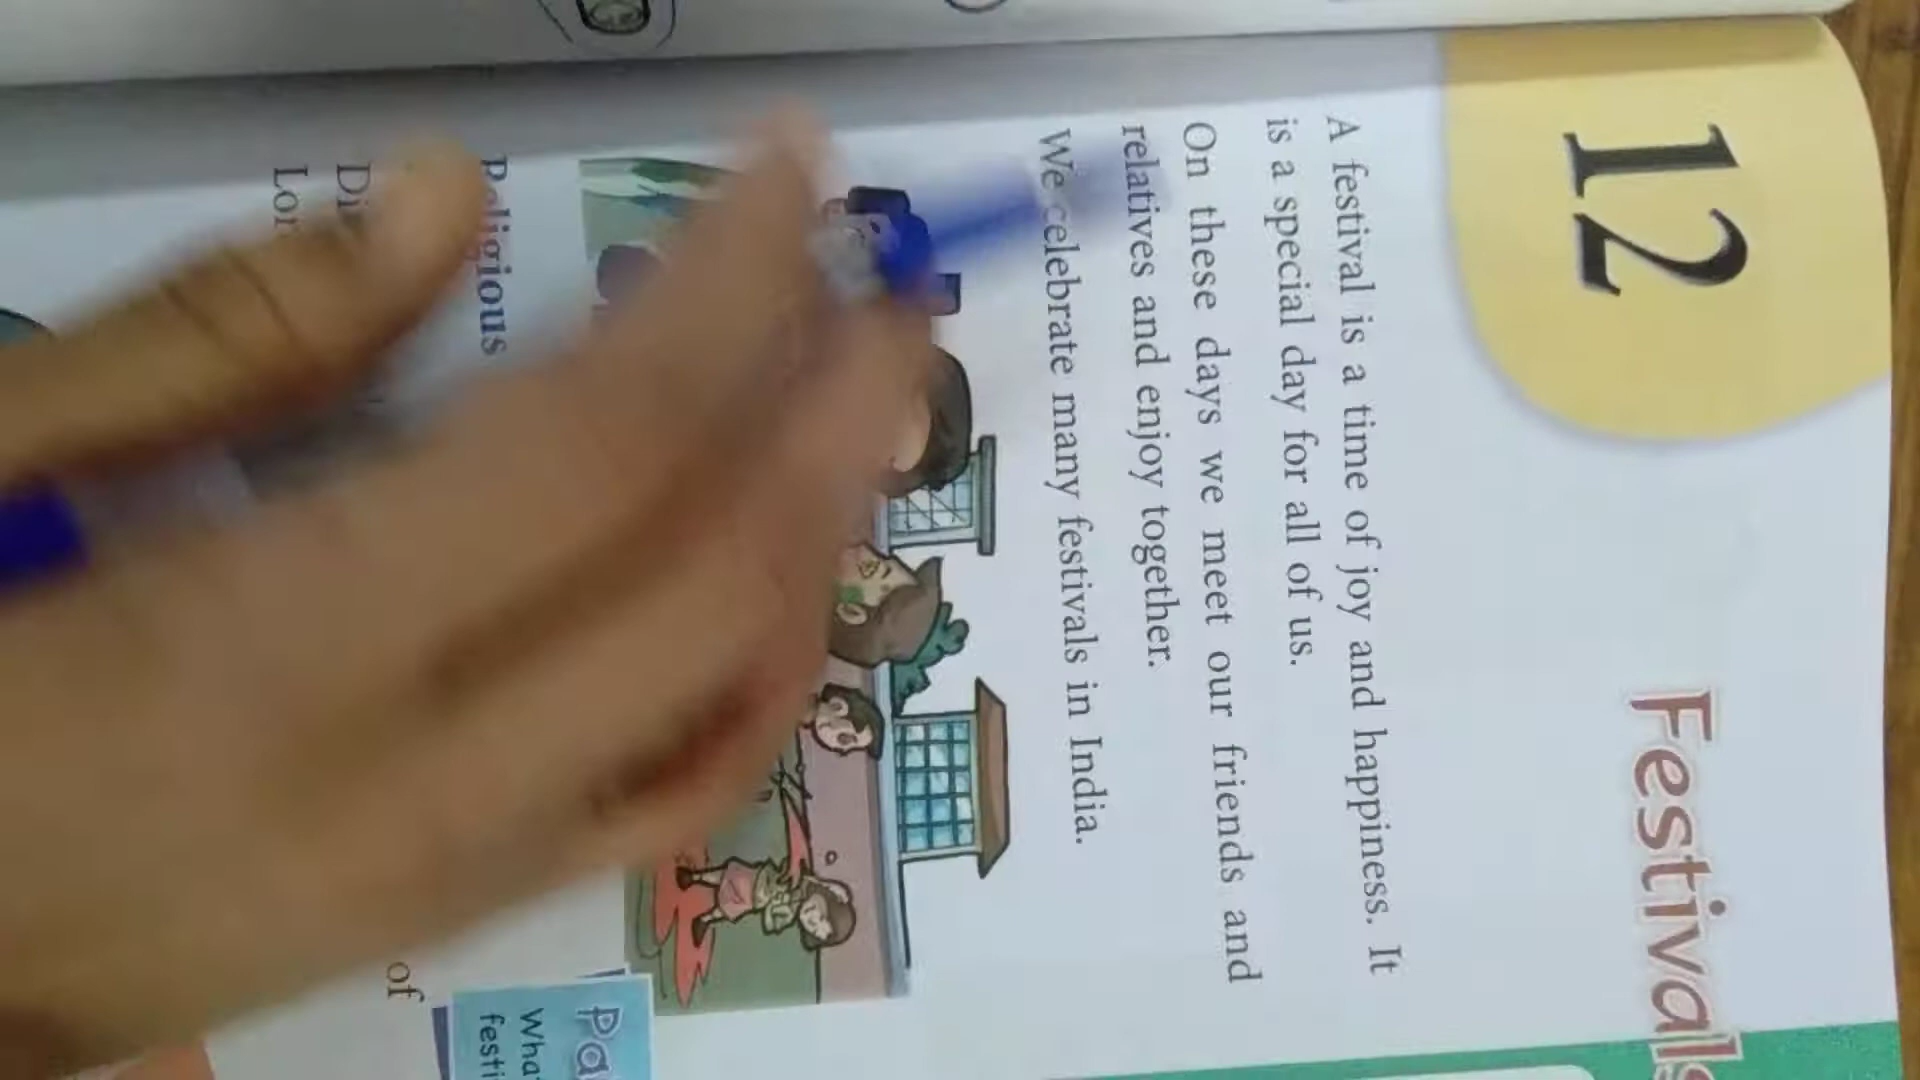 12
Festivals
A festival is a time of joy and happiness. It
is a special day for all of us.
On these days we meet our friends and
relatives and enjoy together.
We celebrate many festivals in India.
Religious
of